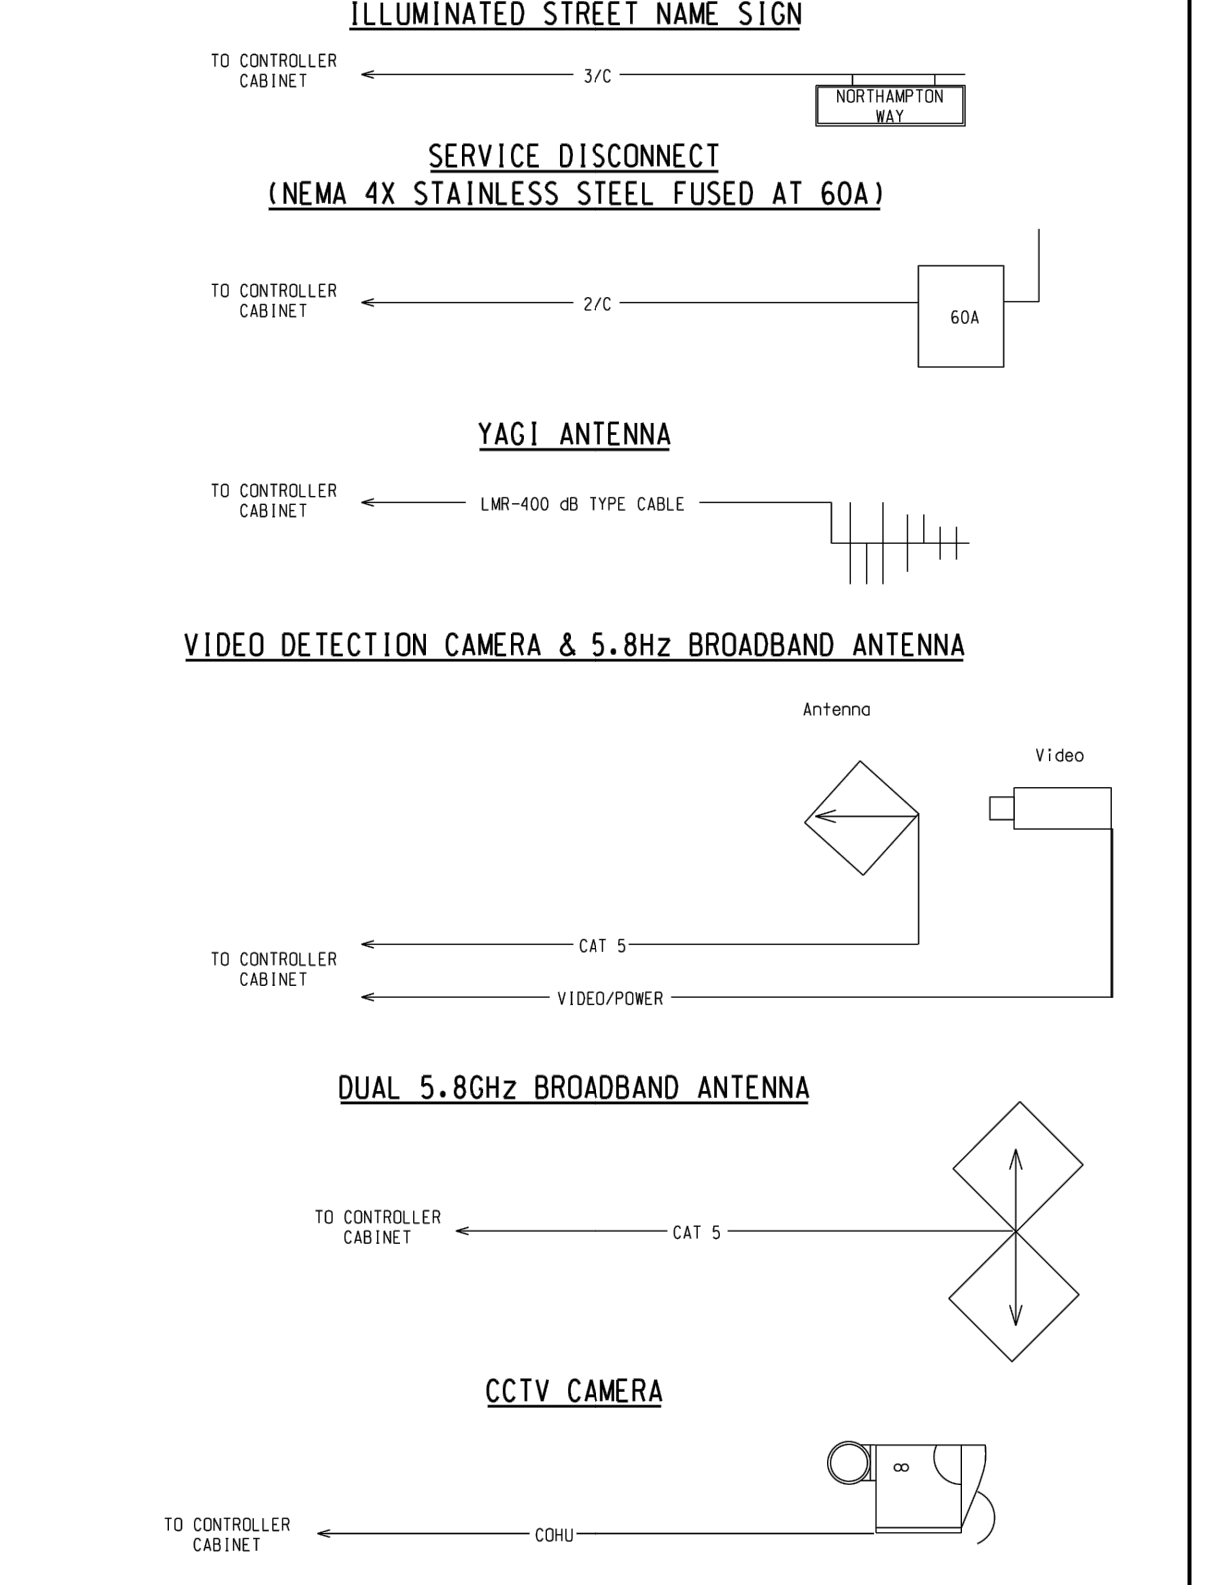 ILLUMINATED STREET NAME SIGN
TO CONTROLLER
CABINET
3/C
NORTHAMPTON
WAY
SERVICE DISCONNECT
(NEMA 4X STAINLESS STEEL FUSED AT 60A)
TO CONTROLLER
CABINET
2/C
60A
YAGI ANTENNA
TO CONTROLLER
CABINET
LMR-400 dB TYPE CABLE
VIDEO DETECTION CAMERA & 5.8Hz BROADBAND ANTENNA
Antenna
Video
CAT 5
TO CONTROLLER
CABINET
VIDEO/POWER
DUAL 5.8GHz BROADBAND ANTENNA
TO CONTROLLER
CABINET
CAT 5
CCTV CAMERA
8
TO CONTROLLER
CABINET
COHU